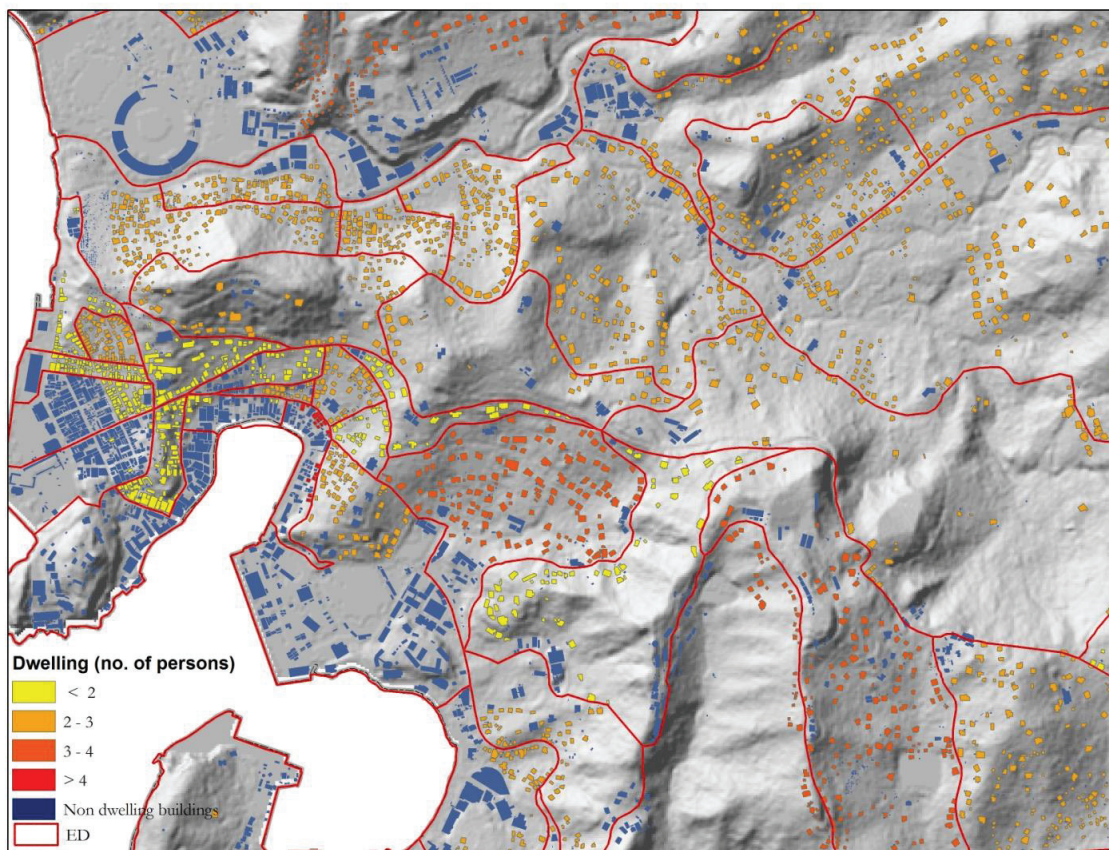 Dwelling (no. of persons)
< 2
2 - 3
3 - 4
> 4
Non dwelling buildings
ED